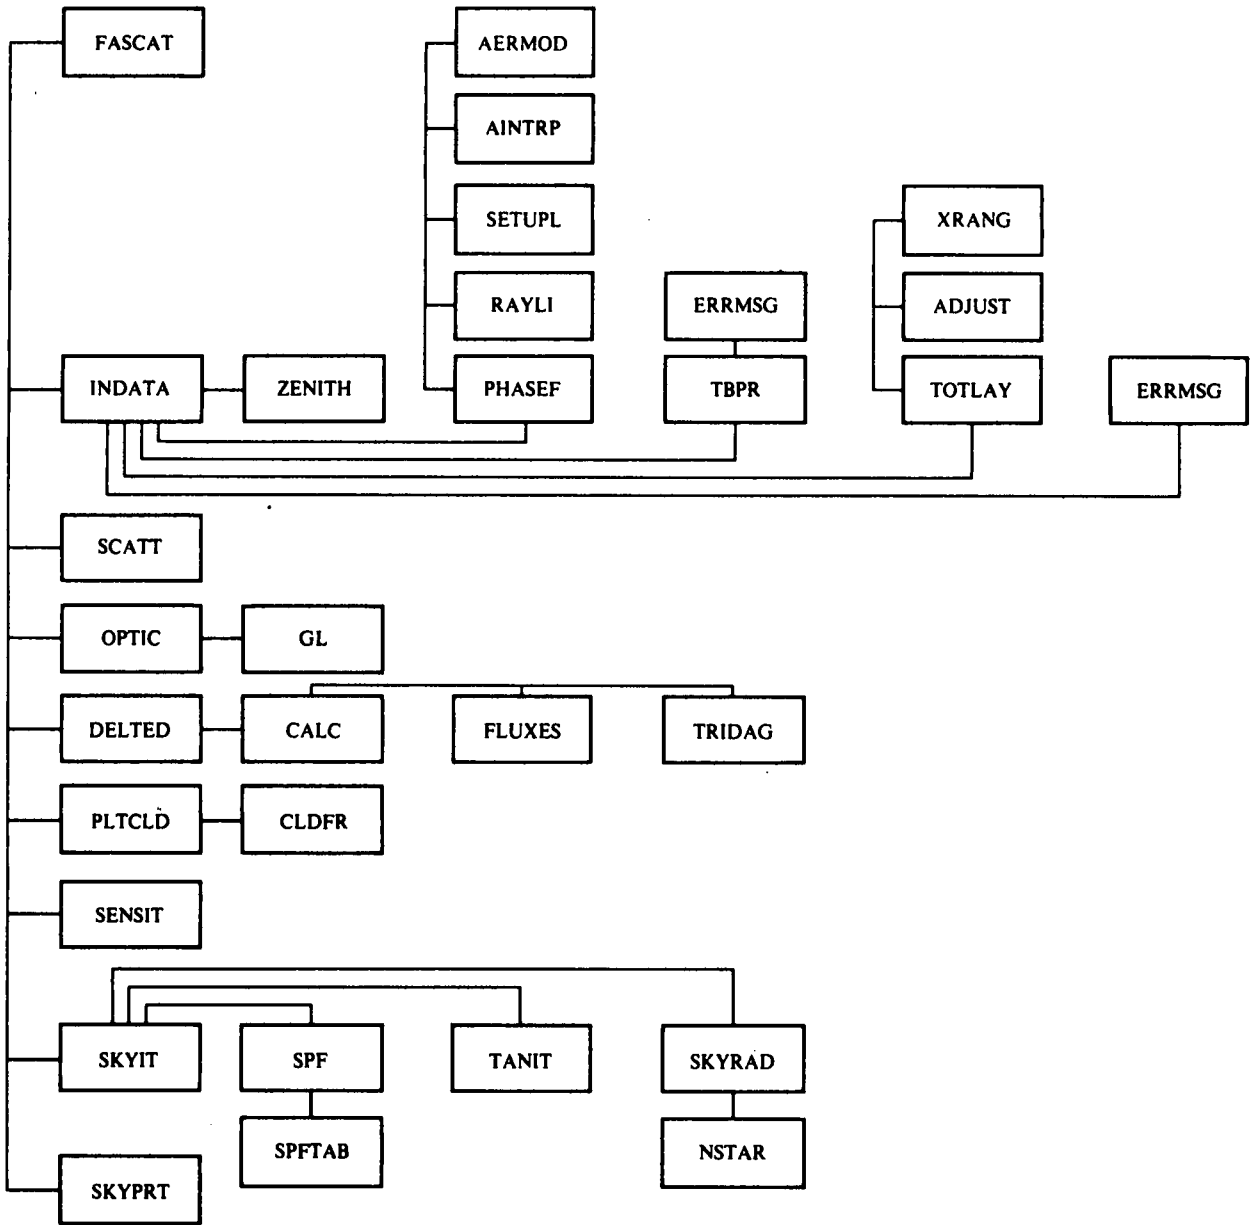 FASCAT
AERMOD
AINTRP
SETUPL
XRANG
RAYLI
ERRMSG
ADJUST
INDATA
ZENITH
PHASEF
TBPR
TOTLAY
ERRMSG
SCATT
OPTIC
GL
DELTED
CALC
FLUXES
TRIDAG
PLTCLD
CLDFR
SENSIT
SKYIT
SPF
TANIT
SKYRAD
SPFTAB
NSTAR
SKYPRT